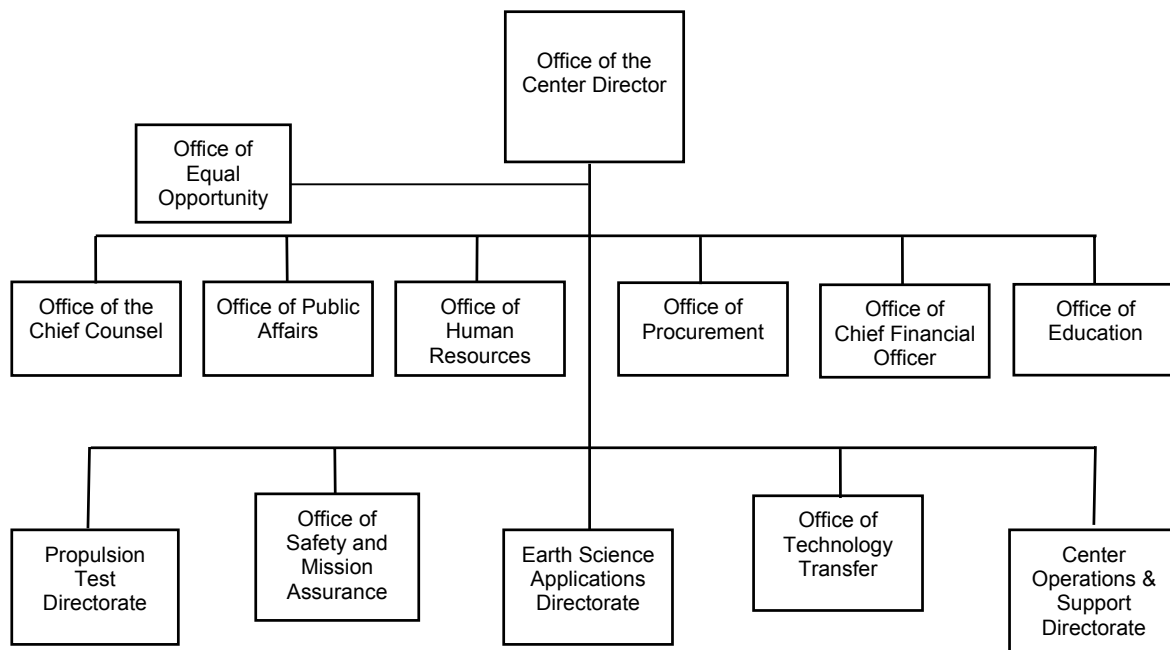 Office of the
Center Director
Office of
Equal
Opportunity
Office of the
Chief Counsel
Office of Public
Affairs
Office of
Human
Resources
Office of
Procurement
Office of
Chief Financial
Officer
Office of
Education
Propulsion
Test
Directorate
Office of
Safety and
Mission
Assurance
Earth Science
Applications
Directorate
Office of
Technology
Transfer
Center
Operations &
Support
Directorate